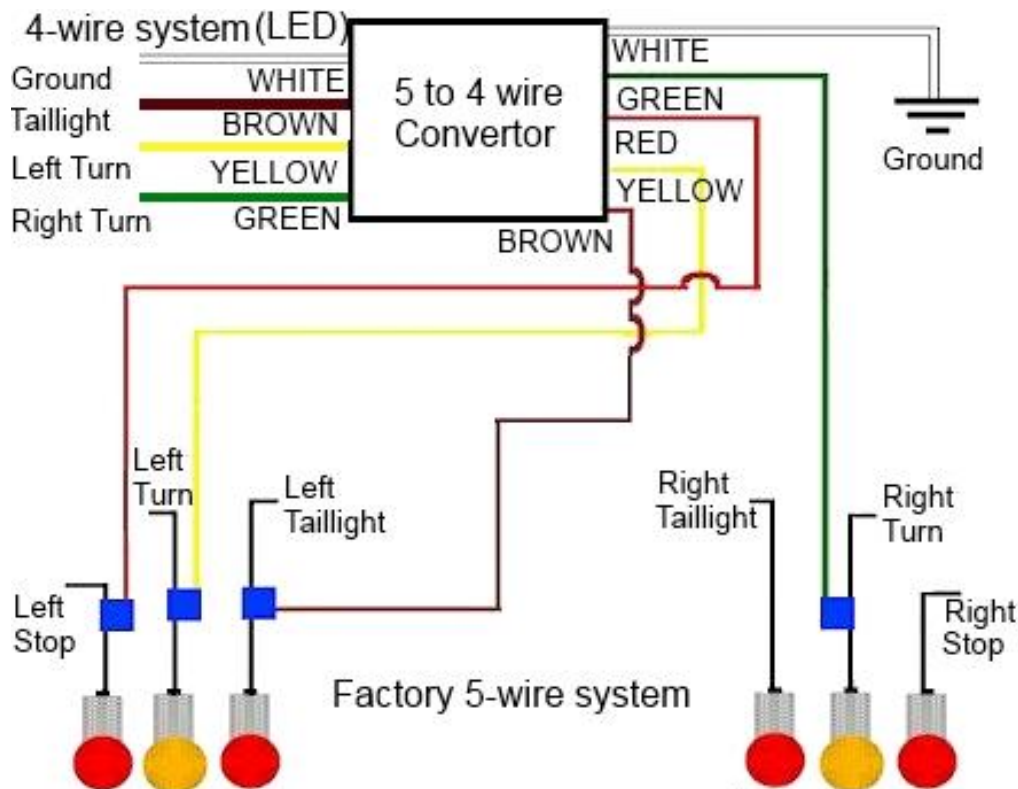 4-wire system (LED)
Ground
WHITE
Taillight
BROWN
Left Turn
YELLOW
Right Turn
GREEN
5 to 4 wire
Convertor
WHITE
GREEN
RED
YELLOW
BROWN
Ground
Left
Turn
Left
Taillight
Right
Taillight
Right
Turn
Left
Stop
Right
Stop
Factory 5-wire system